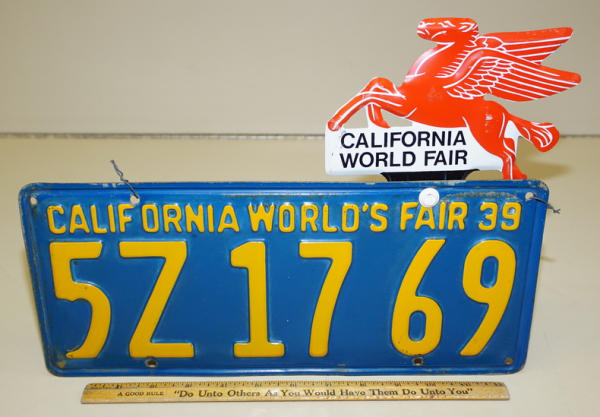 CALIFORNIA
WORLD FAIR
CALIFORNIA WORLD'S FAIR 39
5Z 17 69
A GOOD RULE "Do Unto Others As You Would Have Them Do Unto You"